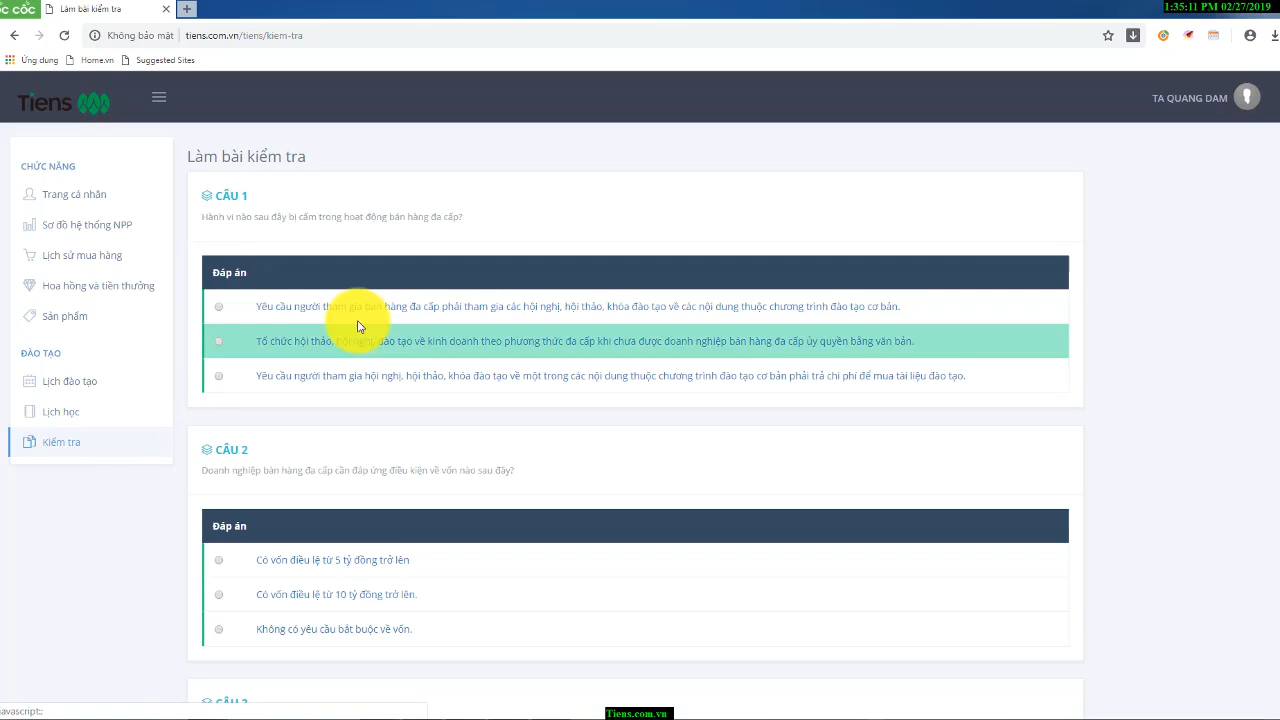 ốc cốc
Làm bài kiểm tra
1:35:11 PM 02/27/2019
Không bảo mật
tiens.com.vn/tiens/kiem-tra
Ứng dụng
Home.vn
Suggested Sites
Tiens
TA QUANG DAM
CHỨC NĂNG
Trang cá nhân
Sơ đồ hệ thống NPP
Lịch sử mua hàng
Hoa hồng và tiền thưởng
Sản phẩm
ĐÀO TẠO
Lịch đào tạo
Lịch học
Kiểm tra
Làm bài kiểm tra
CÂU 1
Hành vi nào sau đây bị cấm trong hoạt động bán hàng đa cấp?
Đáp án
Yêu cầu người tham gia bán hàng đa cấp phải tham gia các hội nghị, hội thảo, khóa đào tạo về các nội dung thuộc chương trình đào tạo cơ bản.
Tổ chức hội thảo, hội nghị, đào tạo về kinh doanh theo phương thức đa cấp khi chưa được doanh nghiệp bán hàng đa cấp ủy quyền bằng văn bản.
Yêu cầu người tham gia hội nghị, hội thảo, khóa đào tạo về một trong các nội dung thuộc chương trình đào tạo cơ bản phải trả chi phí để mua tài liệu đào tạo.
CÂU 2
Doanh nghiệp bán hàng đa cấp cần đáp ứng điều kiện về vốn nào sau đây?
Đáp án
Có vốn điều lệ từ 5 tỷ đồng trở lên
Có vốn điều lệ từ 10 tỷ đồng trở lên.
Không có yêu cầu bắt buộc về vốn.
CÂU 3
javascript:;
Tiens.com.vn